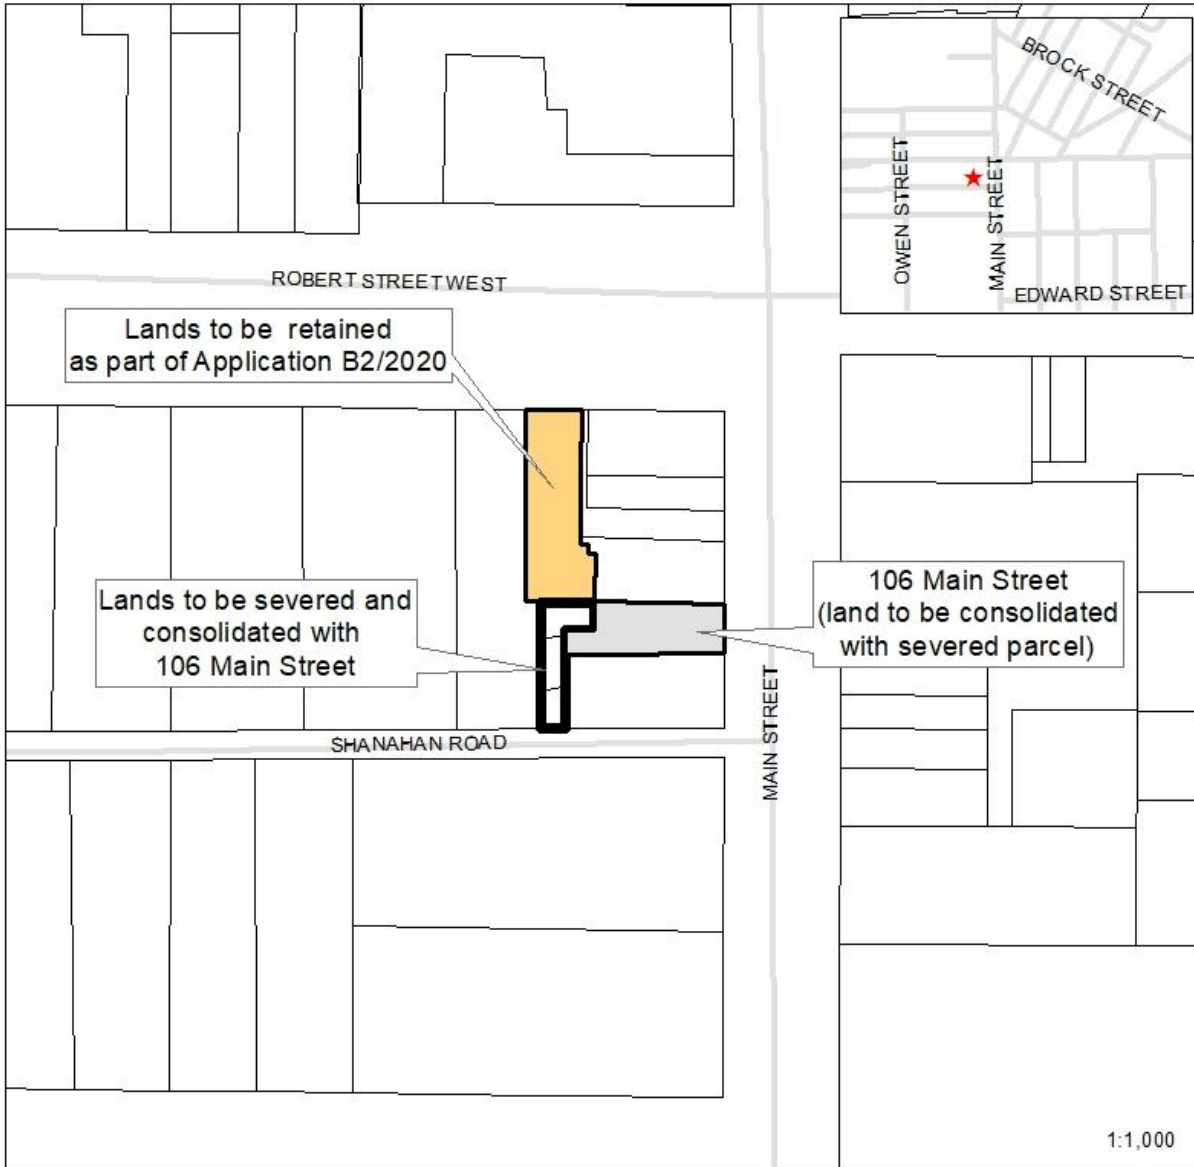 BROCK STREET
OWEN STREET
MAIN STREET
EDWARD STREET
ROBERT STREET WEST
Lands to be retained
as part of Application B2/2020
Lands to be severed and
consolidated with
106 Main Street
106 Main Street
(land to be consolidated
with severed parcel)
SHANAHAN ROAD
MAIN STREET
1:1,000